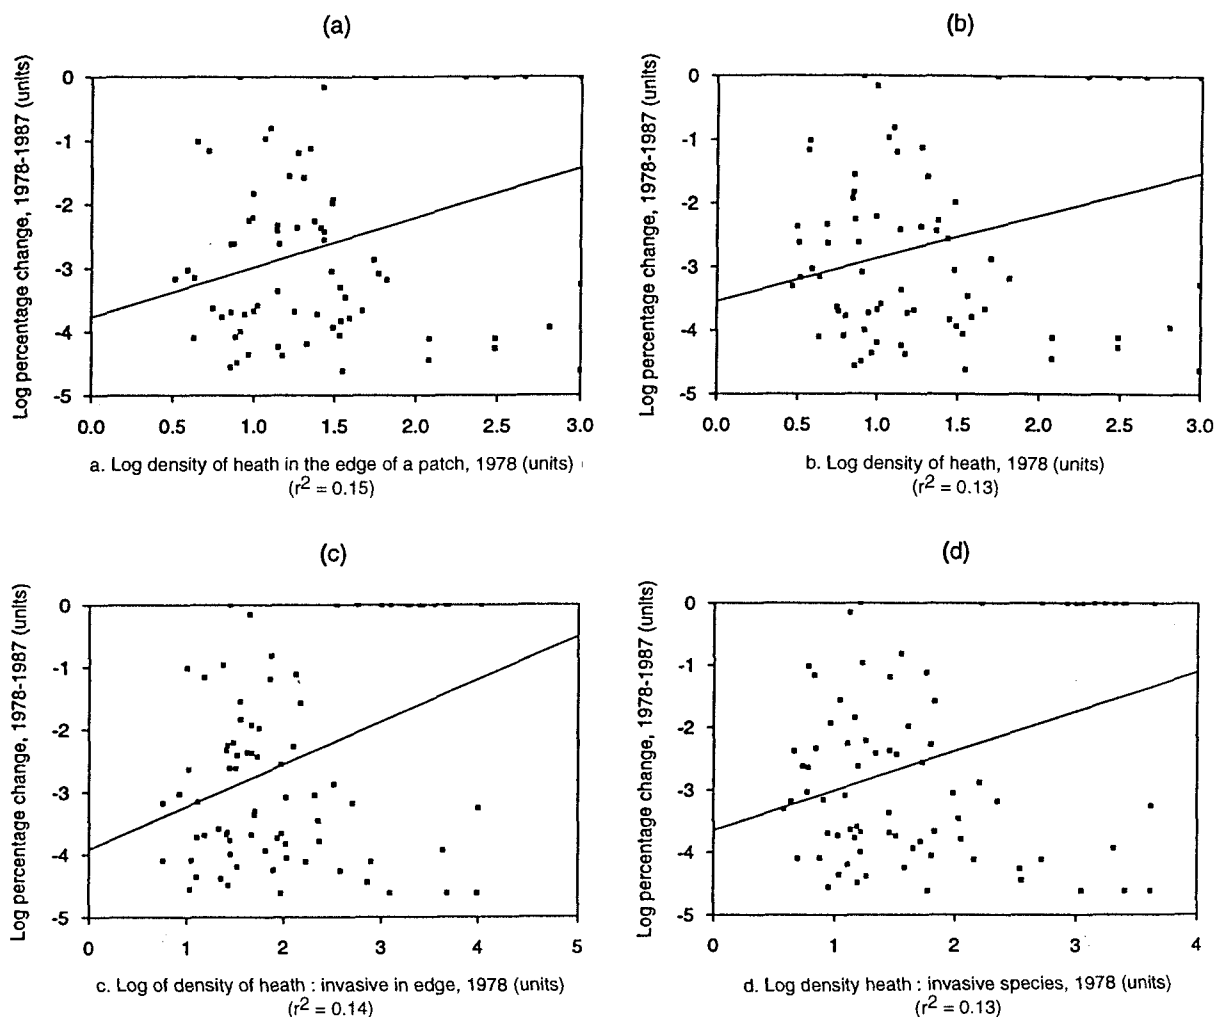 (a)
Log percentage change, 1978-1987 (units)
0
-1
-2
-3
-4
-5
0.0 0.5 1.0 1.5 2.0 2.5 3.0
a. Log density of heath in the edge of a patch, 1978 (units)
(r2 = 0.15)
(b)
Log percentage change, 1978-1987 (units)
0
-1
-2
-3
-4
-5
0.0 0.5 1.0 1.5 2.0 2.5 3.0
b. Log density of heath, 1978 (units)
(r2 = 0.13)
(c)
Log percentage change, 1978-1987 (units)
0
-1
-2
-3
-4
-5
0 1 2 3 4 5
c. Log of density of heath : invasive in edge, 1978 (units)
(r2 = 0.14)
(d)
Log percentage change, 1978-1987 (units)
0
-1
-2
-3
-4
-5
0 1 2 3 4
d. Log density heath : invasive species, 1978 (units)
(r2 = 0.13)